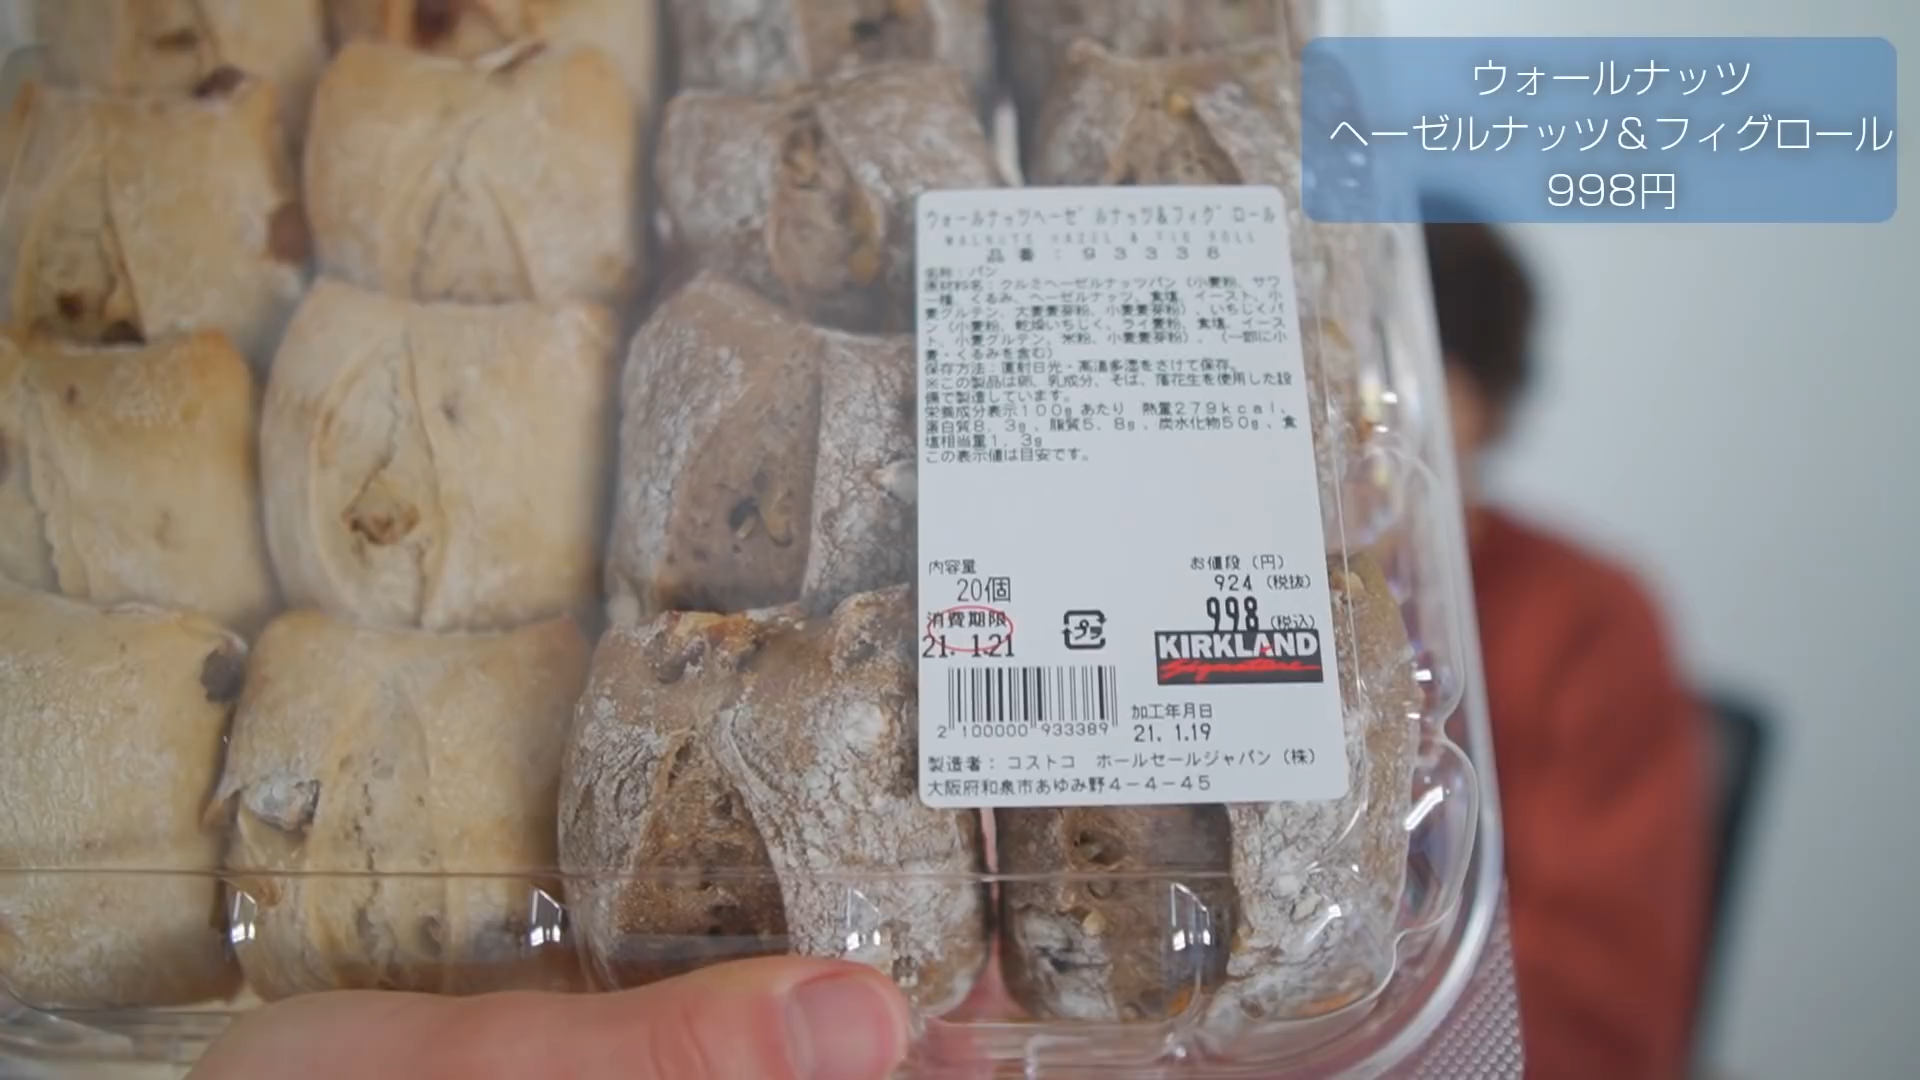 ウォールナッツ
ヘーゼルナッツ＆フィグロール
998円
ウォールナッツヘーゼルナッツ&フィグロール
WALNUTS HAZEL & FIG ROLL
品番：93338
名称：パン
原材料名：クルミヘーゼルナッツパン（小麦粉、サワ
ー種、くるみ、ヘーゼルナッツ、食塩、イースト、小
麦グルテン、大麦麦芽粉、小麦麦芽粉）、いちじくパ
ン（小麦粉、乾燥いちじく、ライ麦粉、食塩、イース
ト、小麦グルテン、米粉、小麦麦芽粉）、（一部に小
麦・くるみを含む）
保存方法：直射日光・高温多湿をさけて保存。
※この製品は卵、乳成分、そば、落花生を使用した設
備で製造しています。
栄養成分表示100gあたり 熱量279kcal、
蛋白質8.3g、脂質5.8g、炭水化物50g、食
塩相当量1.3g
この表示値は目安です。
内容量
20個
お値段（円）
924（税抜）
998（税込）
消費期限
21. 1.21
プラ
KIRKLAND
Signature
2 100000 933389
加工年月日
21. 1.19
製造者：コストコ ホールセールジャパン（株）
大阪府和泉市あゆみ野4－4－45